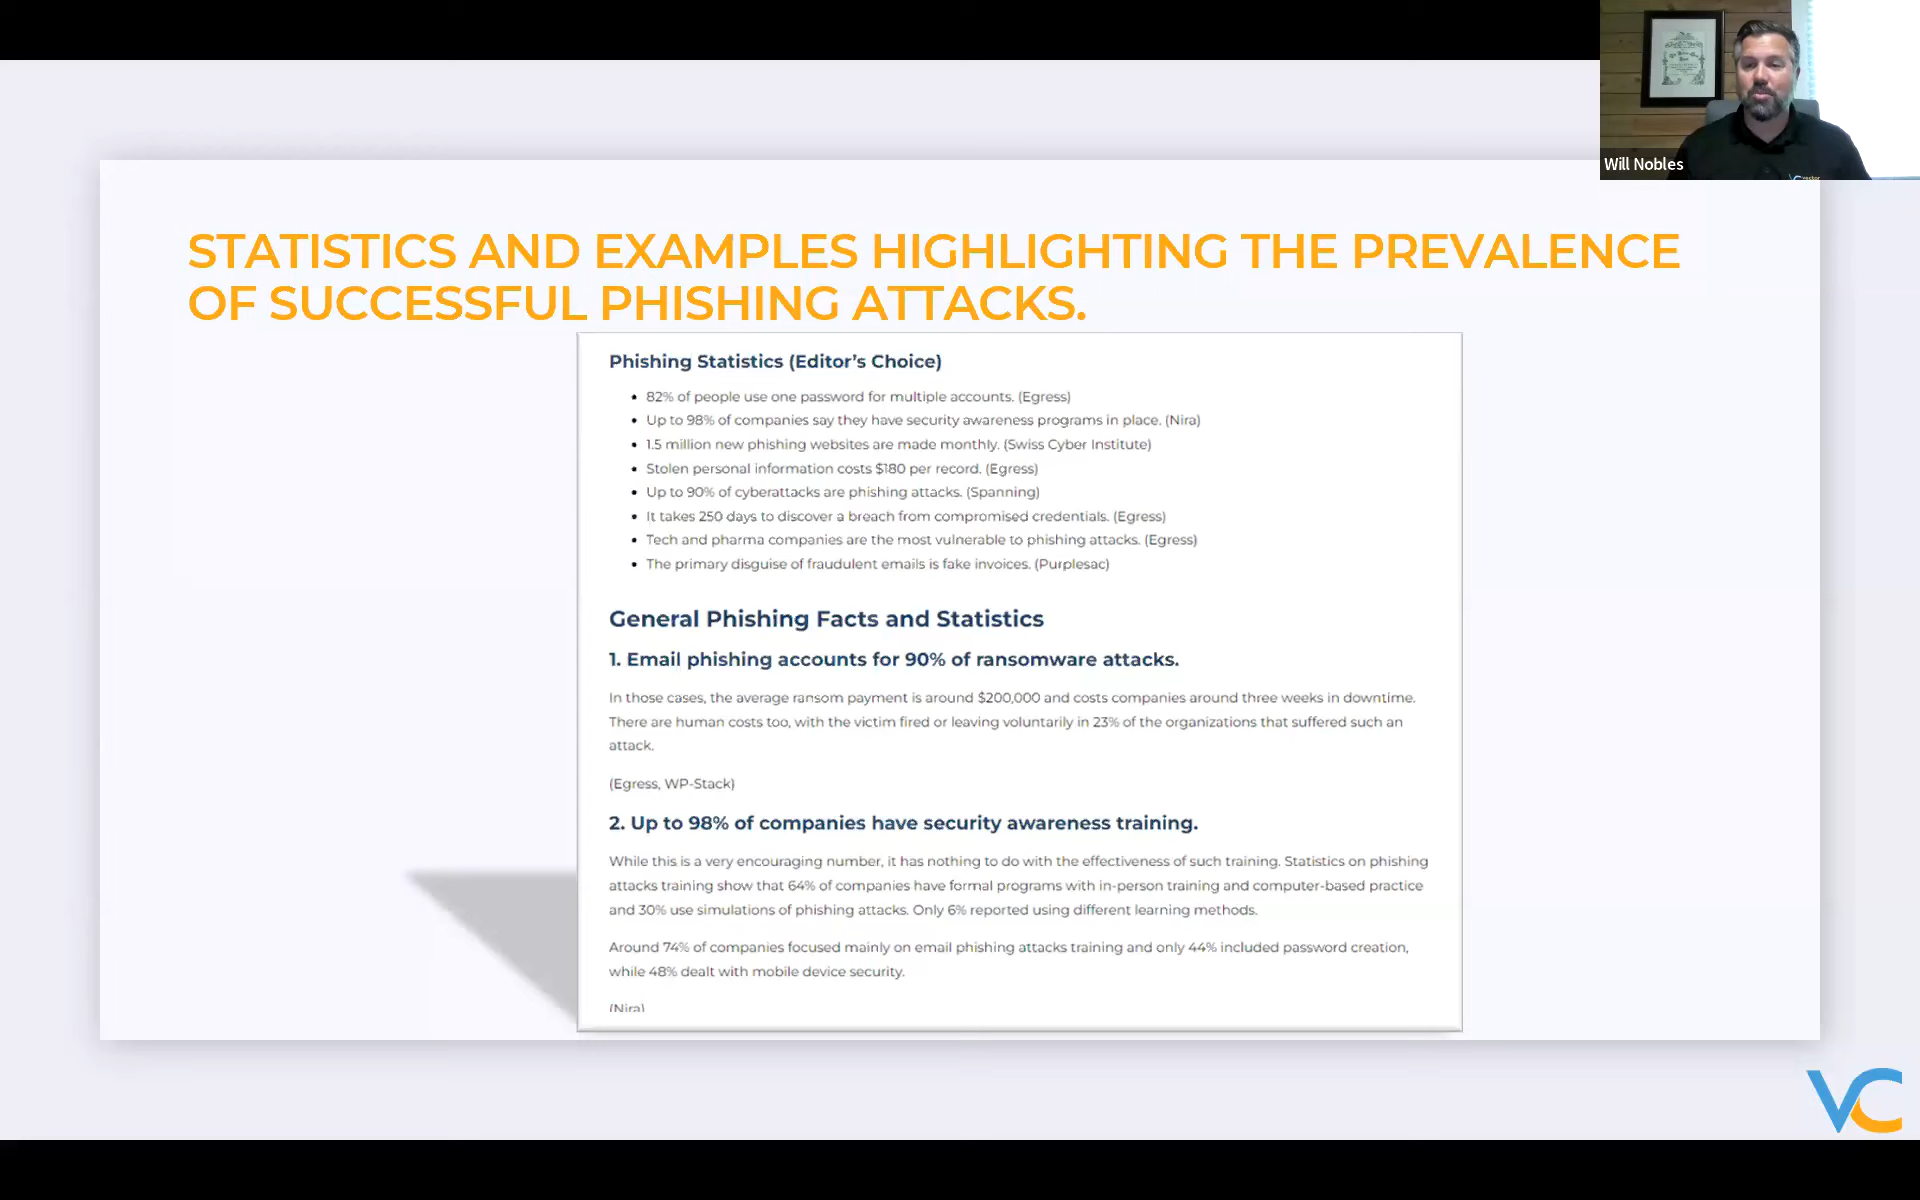 Will Nobles
STATISTICS AND EXAMPLES HIGHLIGHTING THE PREVALENCE
OF SUCCESSFUL PHISHING ATTACKS.
Phishing Statistics (Editor's Choice)
• 82% of people use one password for multiple accounts. (Egress)
• Up to 98% of companies say they have security awareness programs in place. (Nira)
• 1.5 million new phishing websites are made monthly. (Swiss Cyber Institute)
• Stolen personal information costs $180 per record. (Egress)
• Up to 90% of cyberattacks are phishing attacks. (Spanning)
• It takes 250 days to discover a breach from compromised credentials. (Egress)
• Tech and pharma companies are the most vulnerable to phishing attacks. (Egress)
• The primary disguise of fraudulent emails is fake invoices. (Purplesac)
General Phishing Facts and Statistics
1. Email phishing accounts for 90% of ransomware attacks.
In those cases, the average ransom payment is around $200,000 and costs companies around three weeks in downtime.
There are human costs too, with the victim fired or leaving voluntarily in 23% of the organizations that suffered such an
attack.
(Egress, WP-Stack)
2. Up to 98% of companies have security awareness training.
While this is a very encouraging number, it has nothing to do with the effectiveness of such training. Statistics on phishing
attacks training show that 64% of companies have formal programs with in-person training and computer-based practice
and 30% use simulations of phishing attacks. Only 6% reported using different learning methods.
Around 74% of companies focused mainly on email phishing attacks training and only 44% included password creation,
while 48% dealt with mobile device security.
(Nira)
VC